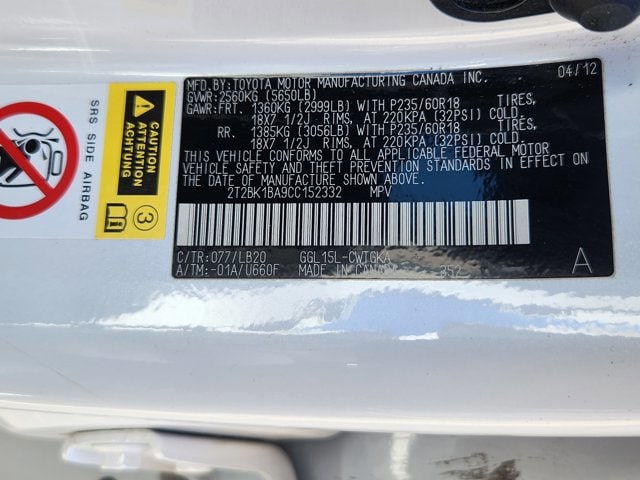 MFD.BY:TOYOTA MOTOR MANUFACTURING CANADA INC. 04/12
GVWR:2560KG (5650LB)
GAWR:FRT. 1360KG (2999LB) WITH P235/60R18 TIRES,
18X7 1/2J RIMS, AT 220KPA (32PSI) COLD.
RR. 1385KG (3056LB) WITH P235/60R18 TIRES,
18X7 1/2J RIMS, AT 220KPA (32PSI) COLD.
THIS VEHICLE CONFORMS TO ALL APPLICABLE FEDERAL MOTOR
VEHICLE SAFETY AND THEFT PREVENTION STANDARDS IN EFFECT ON
THE DATE OF MANUFACTURE SHOWN ABOVE.
2T2BK1BA9CC152332 MPV
C/TR:077/LB20 GGL15L-CWTGKA
A/TM:-01A/U660F MADE IN CANADA 352 A
SRS SIDE AIRBAG
CAUTION
ATTENTION
ACHTUNG
3